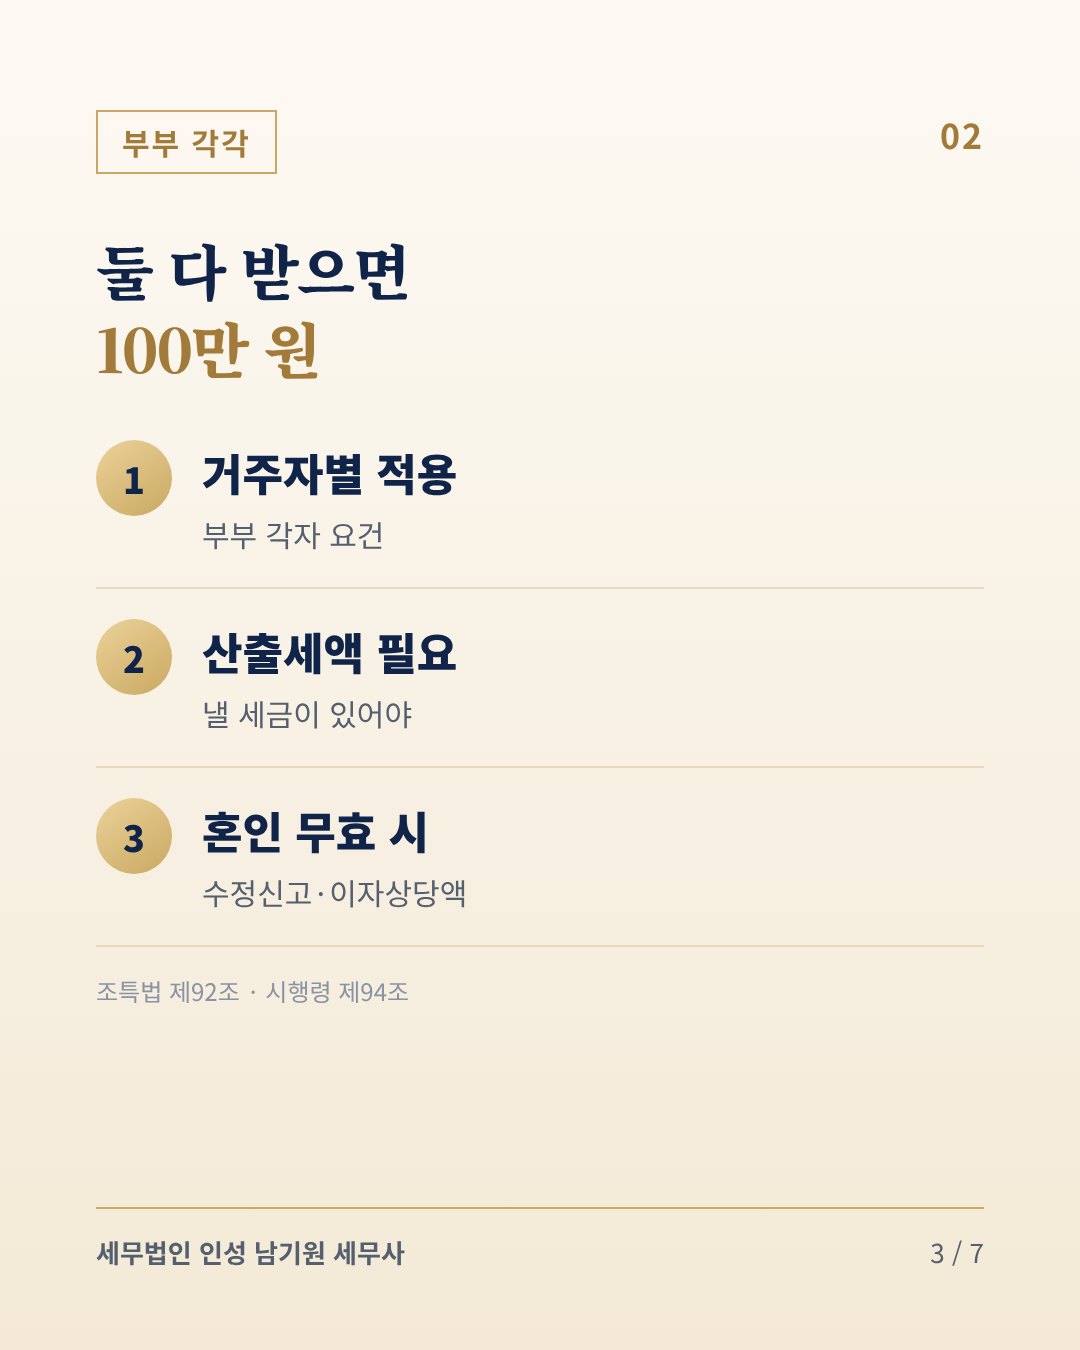 부부 각각
02
둘 다 받으면
100만 원
1
거주자별 적용
부부 각자 요건
2
산출세액 필요
낼 세금이 있어야
3
혼인 무효 시
수정신고·이자상당액
조특법 제92조 · 시행령 제94조
세무법인 인성 남기원 세무사
3 / 7